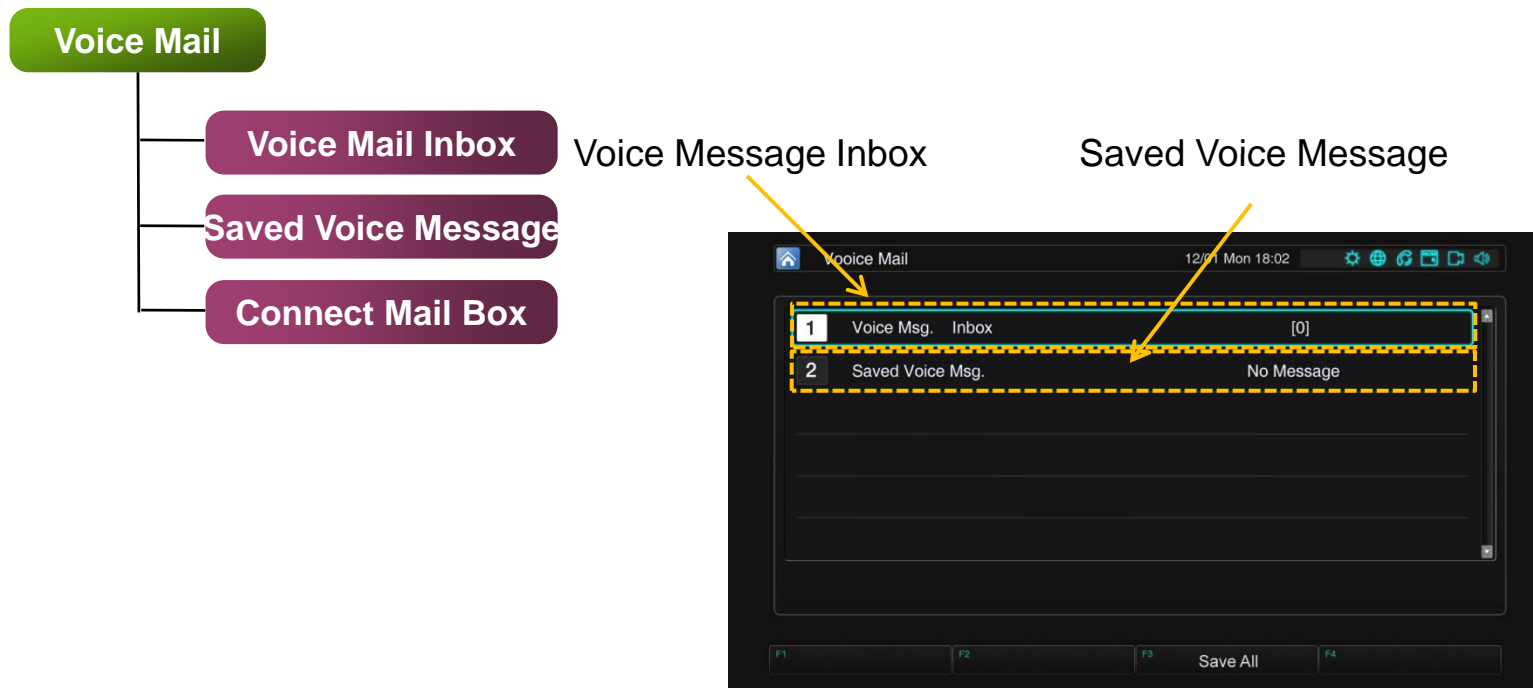 Voice Mail
Voice Mail Inbox
Saved Voice Message
Connect Mail Box
Voice Message Inbox
Saved Voice Message
Vooice Mail 12/01 Mon 18:02
1 Voice Msg. Inbox [0]
2 Saved Voice Msg. No Message
F1 F2 F3 Save All F4